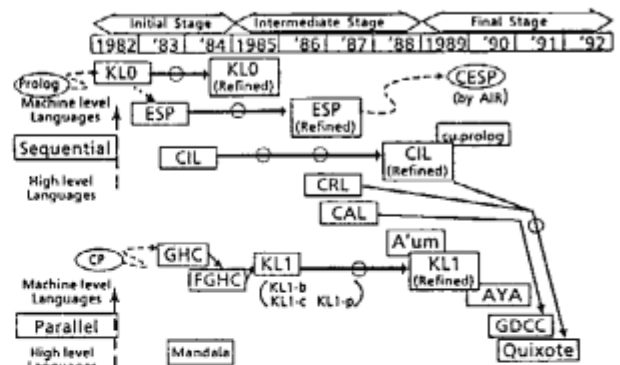 Initial Stage Intermediate Stage Final Stage
1982 '83 '84 1985 '86 '87 '88 1989 '90 '91 '92
Prolog KL0 KL0 CESP
(Refined)
(by AIR)
Machine level
Languages
ESP ESP
(Refined)
cu.prolog
Sequential
CIL CIL
(Refined)
High level
Languages
CRL
CAL
A'um
CP GHC
FGHC KL1 KL1
(Refined)
(KL1-b
KL1-c KL1-p)
Machine level
Languages
AYA
Parallel
GDCC
High level
Languages
Mandala
Quixote